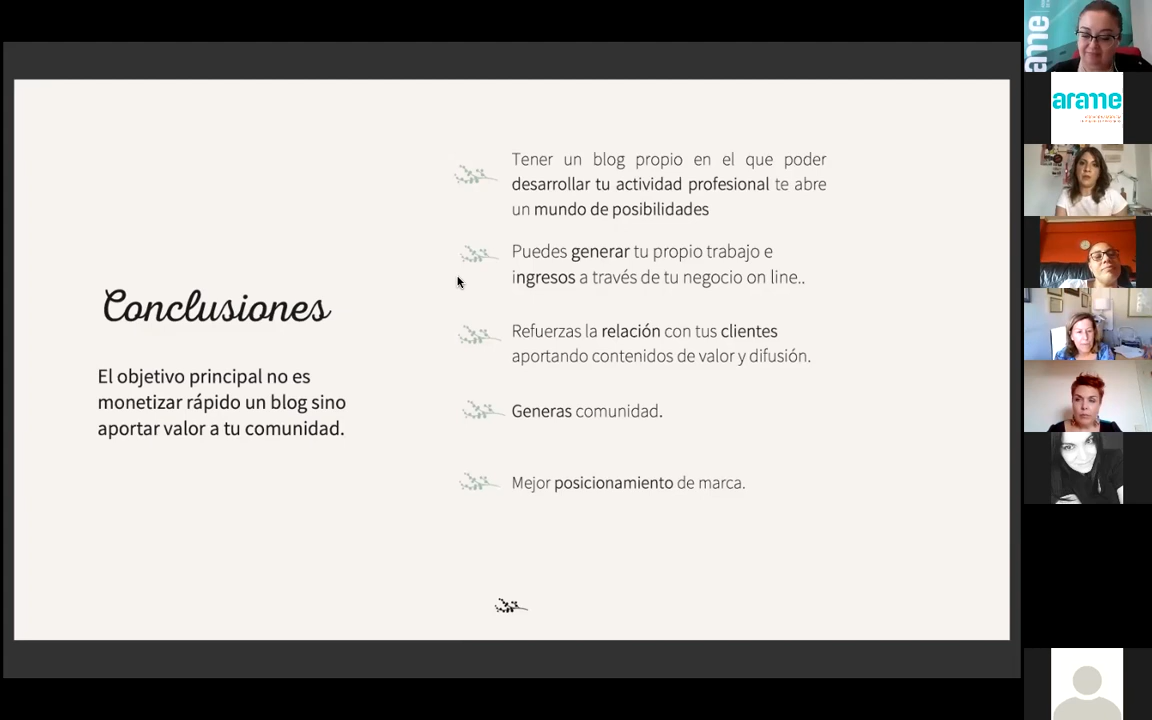 Conclusiones
El objetivo principal no es
monetizar rápido un blog sino
aportar valor a tu comunidad.
Tener un blog propio en el que poder
desarrollar tu actividad profesional te abre
un mundo de posibilidades
Puedes generar tu propio trabajo e
ingresos a través de tu negocio on line..
Refuerzas la relación con tus clientes
aportando contenidos de valor y difusión.
Generas comunidad.
Mejor posicionamiento de marca.
ame
arame